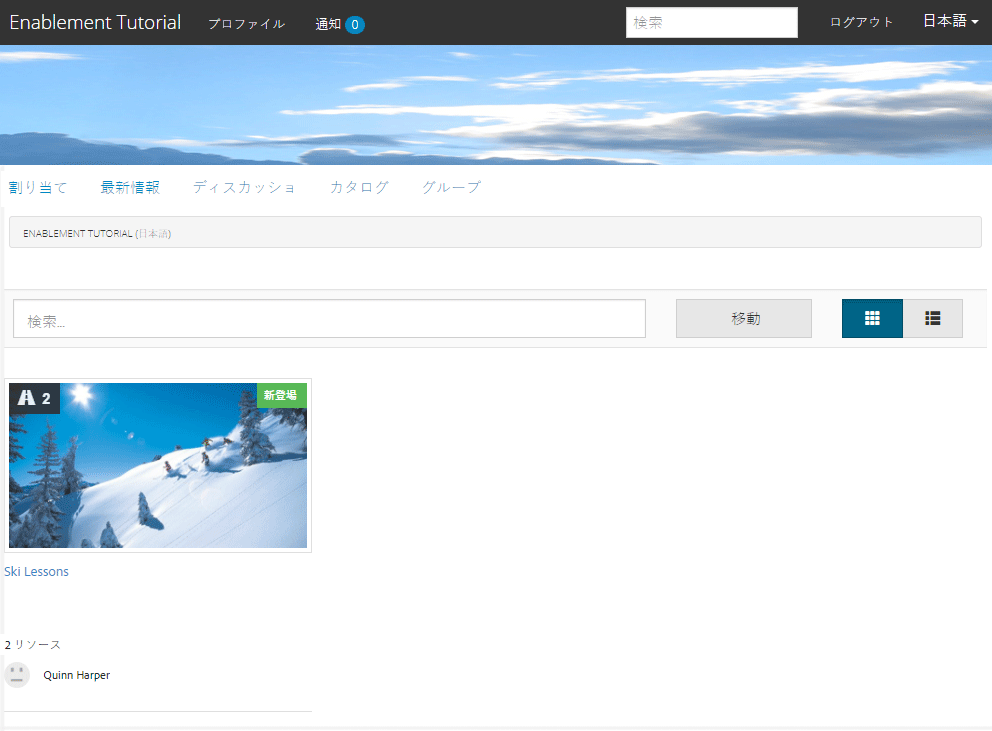 Enablement Tutorial プロファイル 通知 0 検索 ログアウト 日本語
割り当て 最新情報 ディスカッショ カタログ グループ
ENABLEMENT TUTORIAL (日本語)
検索... 移動
2 新登場
Ski Lessons
2 リソース
Quinn Harper